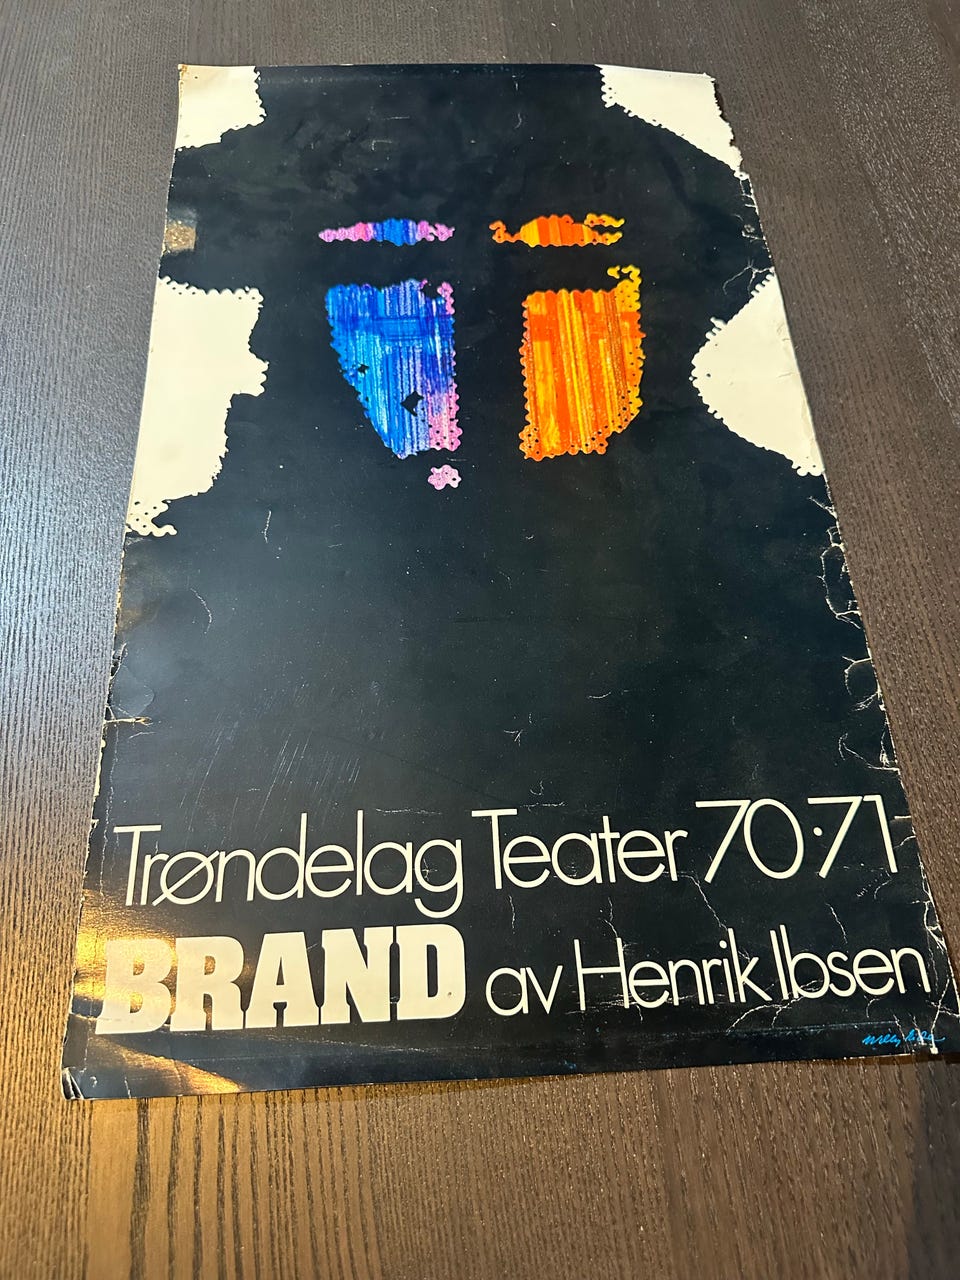 Trøndelag Teater 70·71
BRAND av Henrik Ibsen